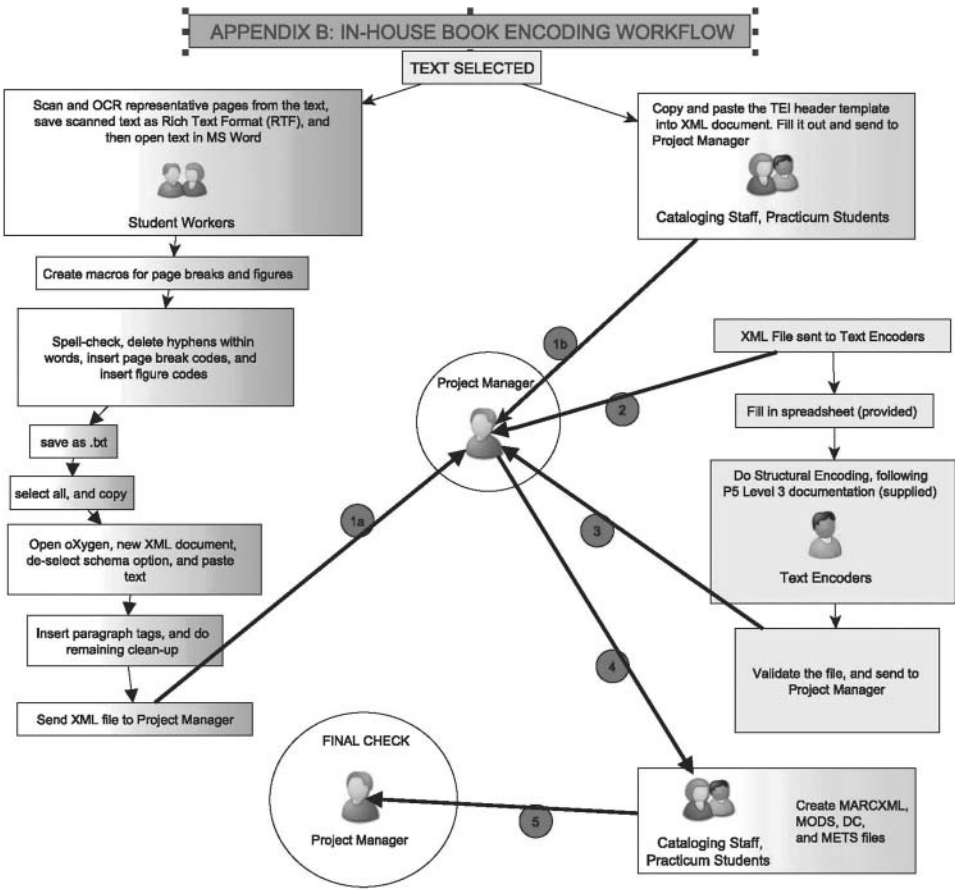 APPENDIX B: IN-HOUSE BOOK ENCODING WORKFLOW
TEXT SELECTED
Scan and OCR representative pages from the text,
save scanned text as Rich Text Format (RTF), and
then open text in MS Word
Student Workers
Create macros for page breaks and figures
Spell-check, delete hyphens within
words, insert page break codes, and
insert figure codes
save as .txt
select all, and copy
Open oXygen, new XML document,
de-select schema option, and paste
text
Insert paragraph tags, and do
remaining clean-up
Send XML file to Project Manager
1a
Copy and paste the TEI header template
into XML document. Fill it out and send to
Project Manager
Cataloging Staff, Practicum Students
1b
Project Manager
XML File sent to Text Encoders
2
Fill in spreadsheet (provided)
Do Structural Encoding, following
P5 Level 3 documentation (supplied)
Text Encoders
3
Validate the file, and send to
Project Manager
4
Cataloging Staff,
Practicum Students
Create MARCXML,
MODS, DC,
and METS files
5
FINAL CHECK
Project Manager